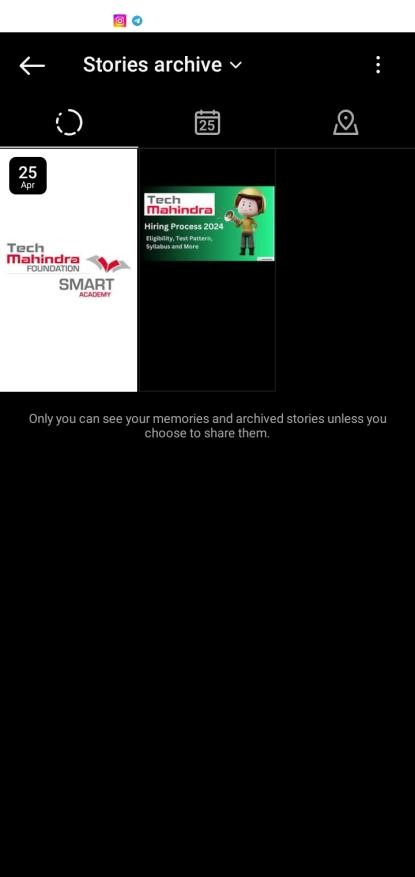 Stories archive
25
25
Apr
Tech
Mahindra
FOUNDATION
SMART
ACADEMY
Tech
Mahindra
Hiring Process 2024
Eligibility, Test Pattern,
Syllabus and More
Only you can see your memories and archived stories unless you
choose to share them.